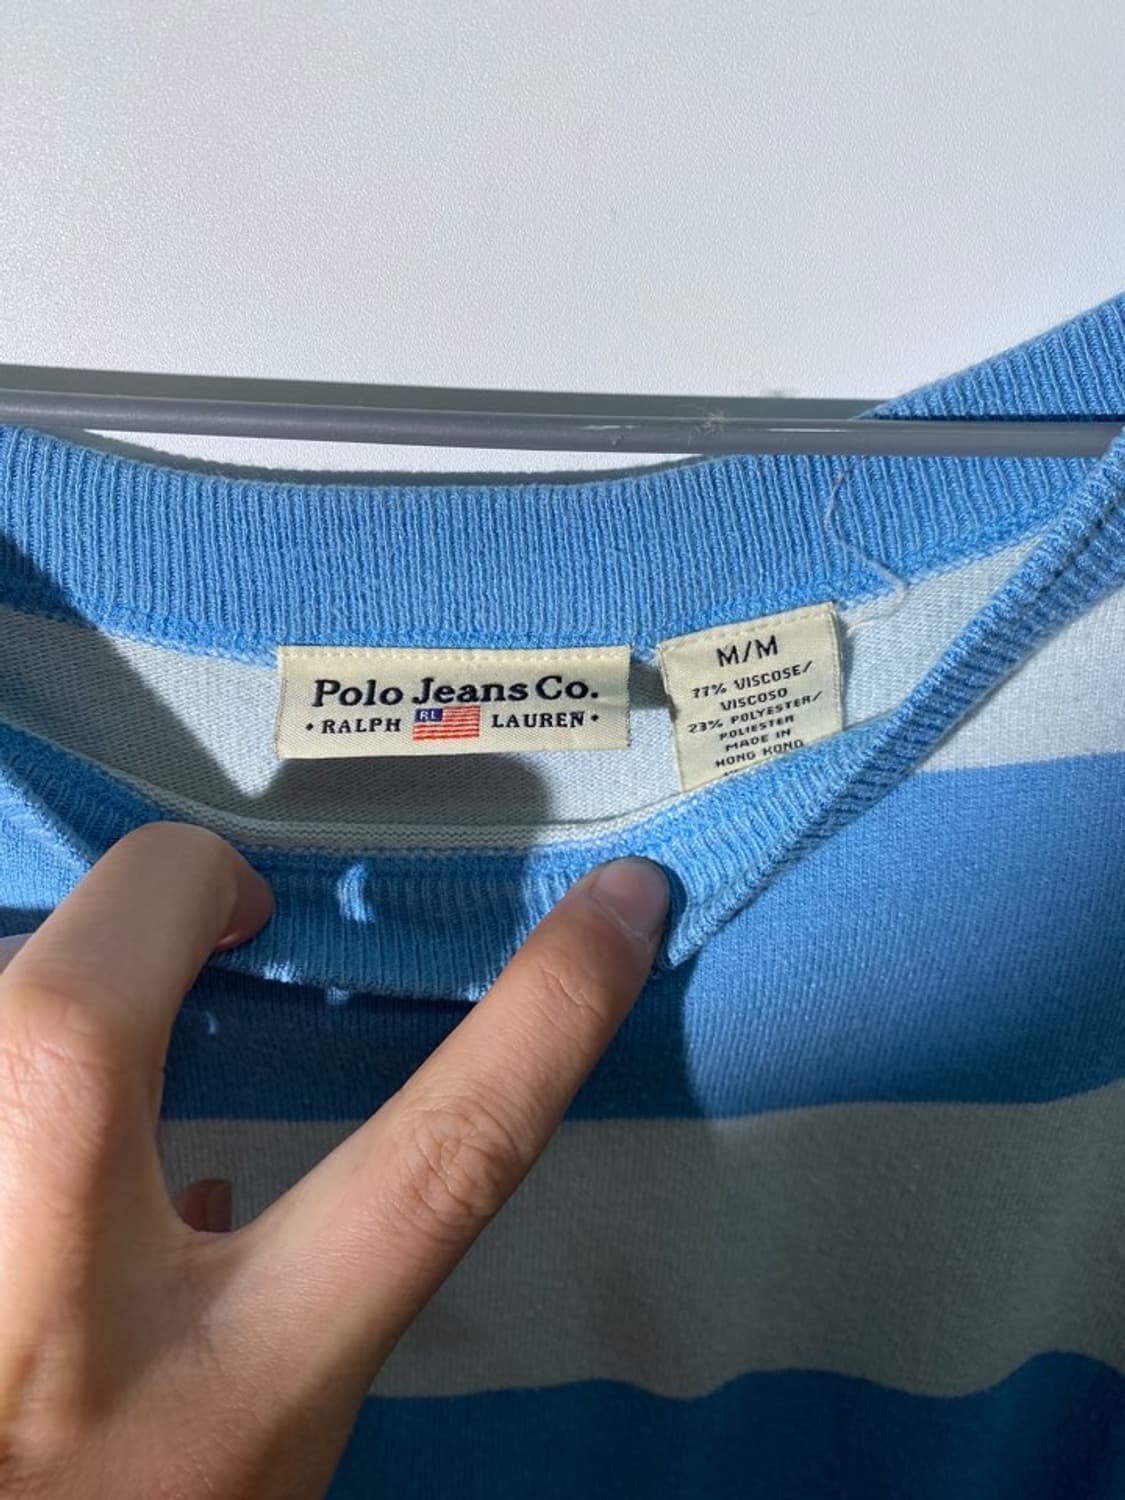 Polo Jeans Co.
• RALPH RL LAUREN •
M/M
77% VISCOSE/
VISCOSO
23% POLYESTER/
POLIESTER
MADE IN
HONG KONG